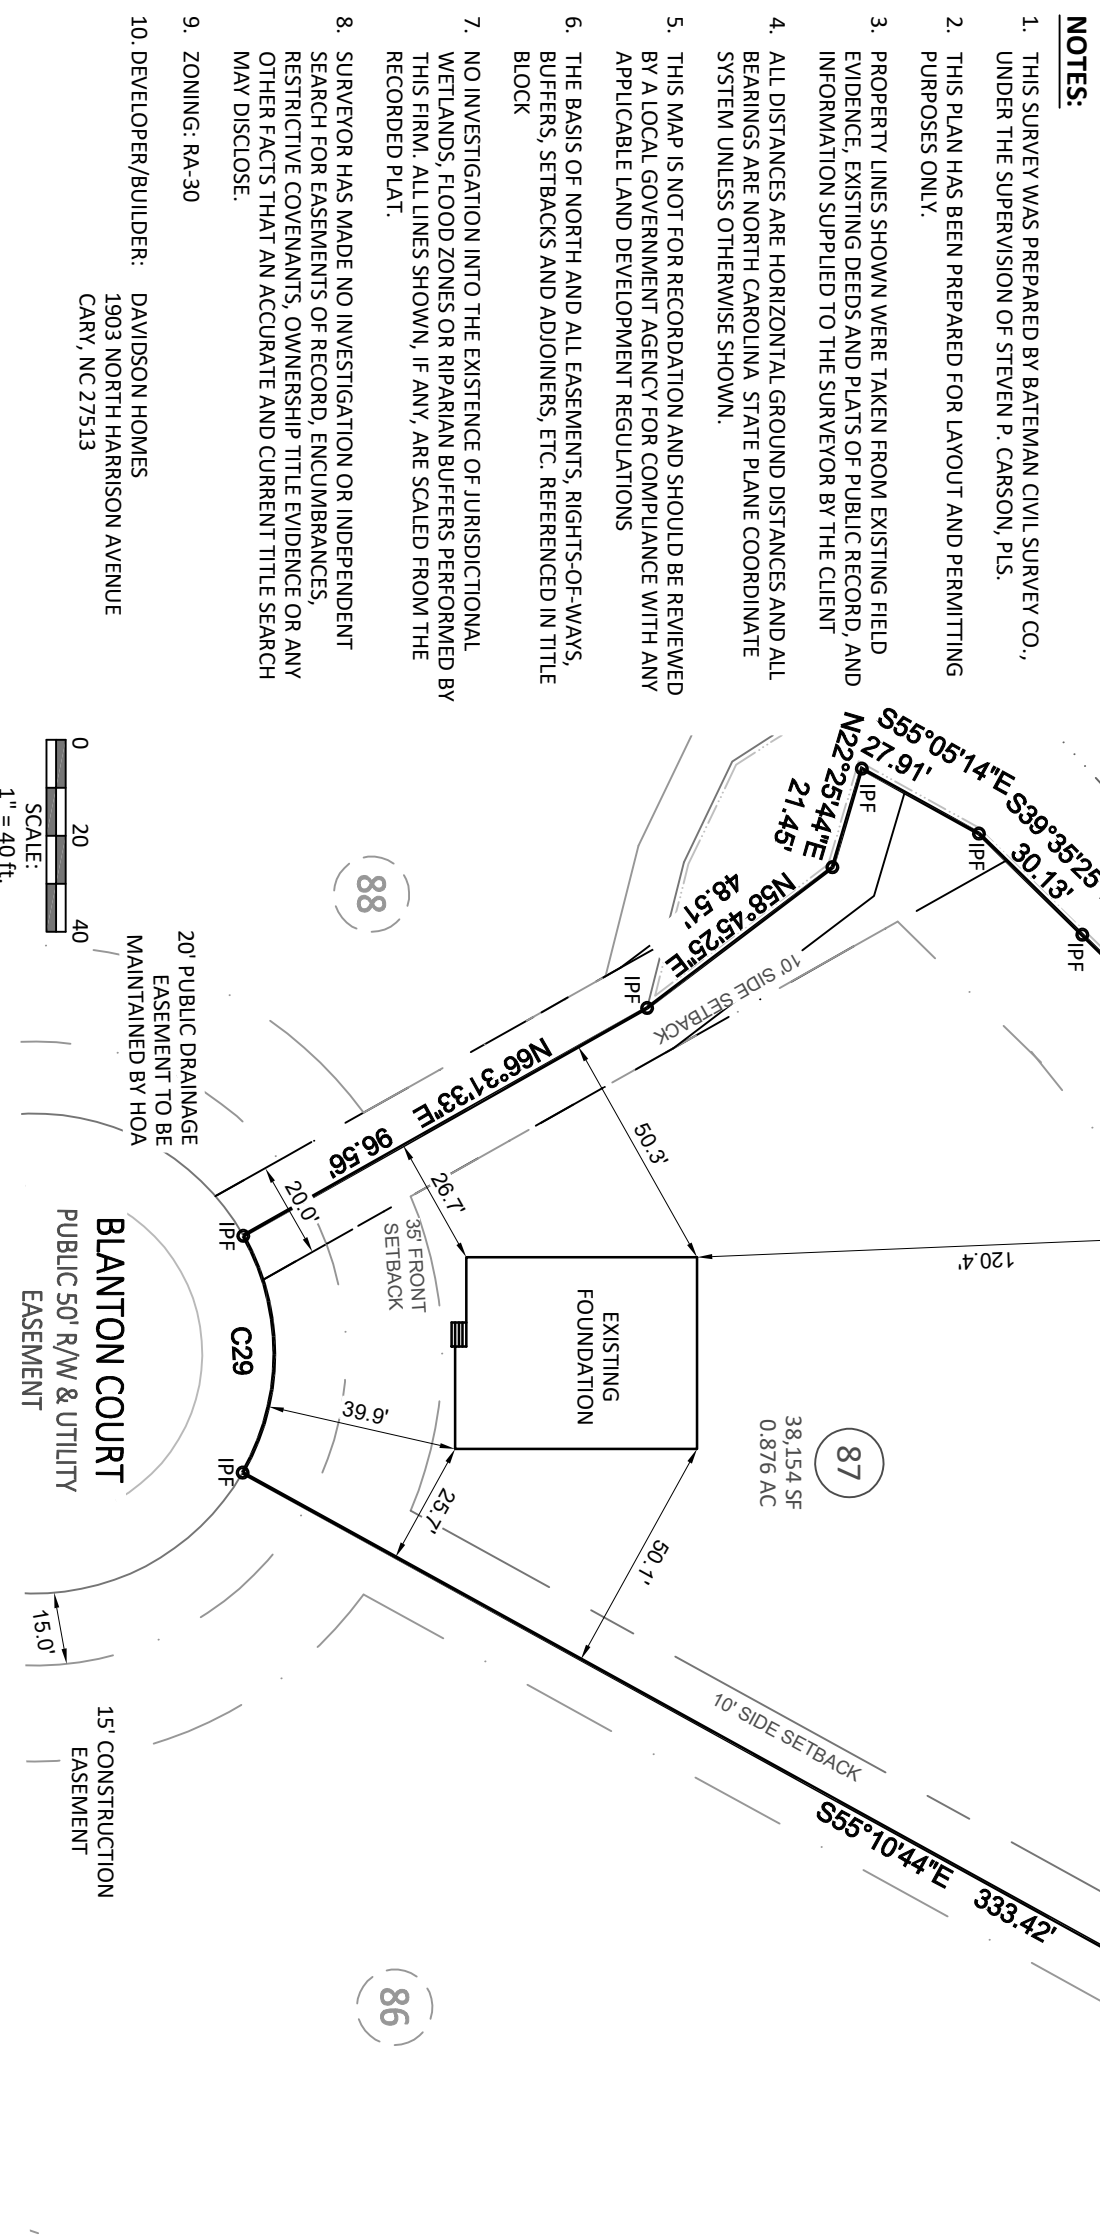 NOTES:
1. THIS SURVEY WAS PREPARED BY BATEMAN CIVIL SURVEY CO.,
UNDER THE SUPERVISION OF STEVEN P. CARSON, PLS.
2. THIS PLAN HAS BEEN PREPARED FOR LAYOUT AND PERMITTING
PURPOSES ONLY.
3. PROPERTY LINES SHOWN WERE TAKEN FROM EXISTING FIELD
EVIDENCE, EXISTING DEEDS AND PLATS OF PUBLIC RECORD, AND
INFORMATION SUPPLIED TO THE SURVEYOR BY THE CLIENT
4. ALL DISTANCES ARE HORIZONTAL GROUND DISTANCES AND ALL
BEARINGS ARE NORTH CAROLINA STATE PLANE COORDINATE
SYSTEM UNLESS OTHERWISE SHOWN.
5. THIS MAP IS NOT FOR RECORDATION AND SHOULD BE REVIEWED
BY A LOCAL GOVERNMENT AGENCY FOR COMPLIANCE WITH ANY
APPLICABLE LAND DEVELOPMENT REGULATIONS
6. THE BASIS OF NORTH AND ALL EASEMENTS, RIGHTS-OF-WAYS,
BUFFERS, SETBACKS AND ADJOINERS, ETC. REFERENCED IN TITLE
BLOCK
7. NO INVESTIGATION INTO THE EXISTENCE OF JURISDICTIONAL
WETLANDS, FLOOD ZONES OR RIPARIAN BUFFERS PERFORMED BY
THIS FIRM. ALL LINES SHOWN, IF ANY, ARE SCALED FROM THE
RECORDED PLAT.
8. SURVEYOR HAS MADE NO INVESTIGATION OR INDEPENDENT
SEARCH FOR EASEMENTS OF RECORD, ENCUMBRANCES,
RESTRICTIVE COVENANTS, OWNERSHIP TITLE EVIDENCE OR ANY
OTHER FACTS THAT AN ACCURATE AND CURRENT TITLE SEARCH
MAY DISCLOSE.
9. ZONING: RA-30
10. DEVELOPER/BUILDER: DAVIDSON HOMES
1903 NORTH HARRISON AVENUE
CARY, NC 27513
S39°35'25
30.13'
IPF
S55°05'14"E
27.91'
IPF
IPF
N22°25'44"E
21.45'
N58°45'25"E
48.51'
10' SIDE SETBACK
IPF
88
N66°31'33"E 96.56'
50.3'
26.7'
20.0'
120.4'
35' FRONT
SETBACK
EXISTING
FOUNDATION
87
38,154 SF
0.876 AC
39.9'
25.7'
50.1'
IPF
C29
IPF
20' PUBLIC DRAINAGE
EASEMENT TO BE
MAINTAINED BY HOA
BLANTON COURT
PUBLIC 50' R/W & UTILITY
EASEMENT
15.0'
15' CONSTRUCTION
EASEMENT
10' SIDE SETBACK
S55°10'44"E 333.42'
86
0 20 40
SCALE:
1" = 40 ft.